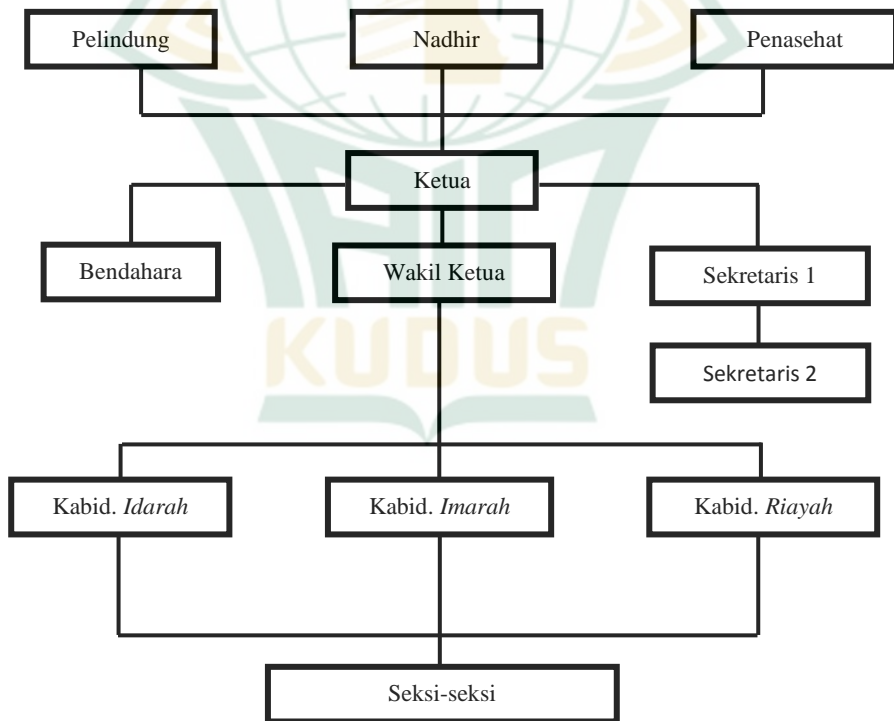 Pelindung
Nadhir
Penasehat
Ketua
Bendahara
Wakil Ketua
Sekretaris 1
Sekretaris 2
KUDUS
Kabid. Idarah
Kabid. Imarah
Kabid. Riayah
Seksi-seksi